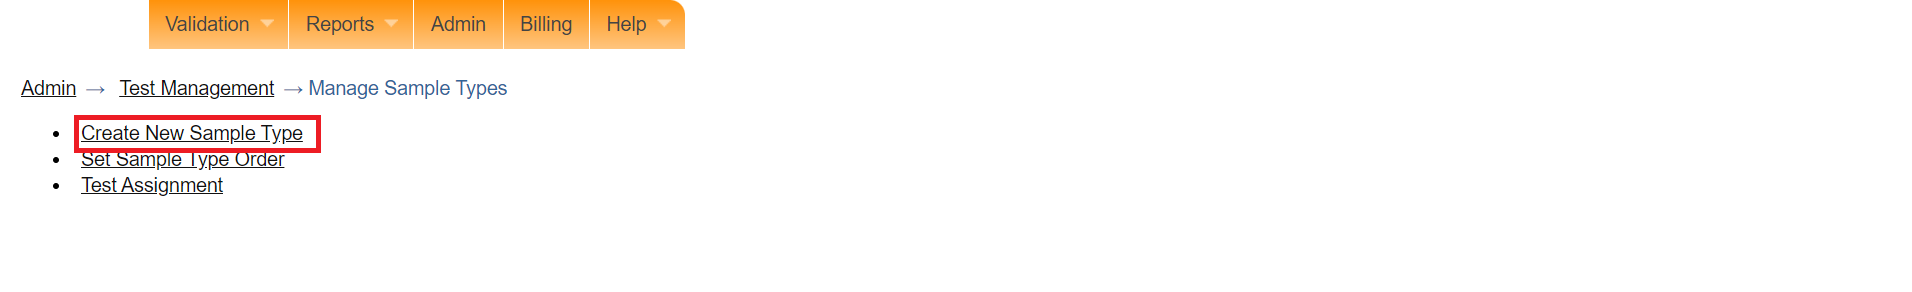 Validation Reports Admin Billing Help
Admin → Test Management → Manage Sample Types
• Create New Sample Type
• Set Sample Type Order
• Test Assignment